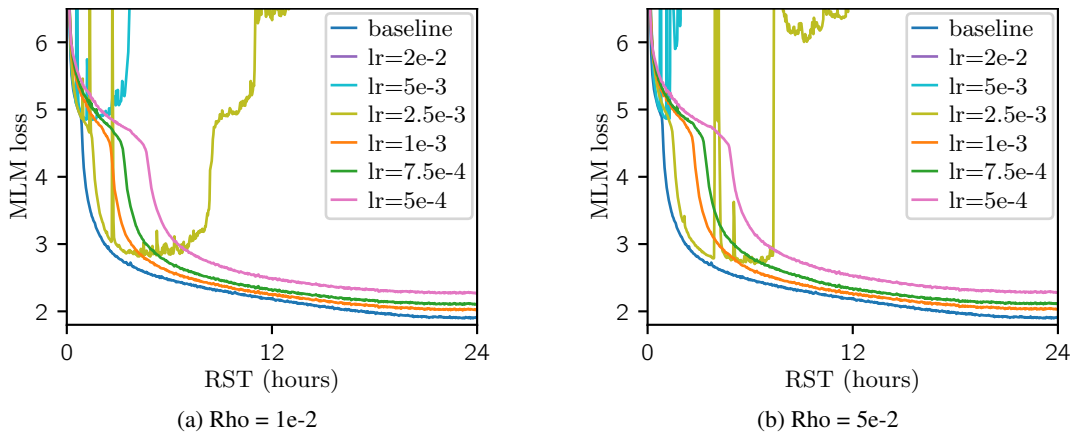 6
5
4
3
2
MLM loss
0
12
24
RST (hours)
baseline
lr=2e-2
lr=5e-3
lr=2.5e-3
lr=1e-3
lr=7.5e-4
lr=5e-4
(a) Rho = 1e-2
6
5
4
3
2
MLM loss
0
12
24
RST (hours)
baseline
lr=2e-2
lr=5e-3
lr=2.5e-3
lr=1e-3
lr=7.5e-4
lr=5e-4
(b) Rho = 5e-2